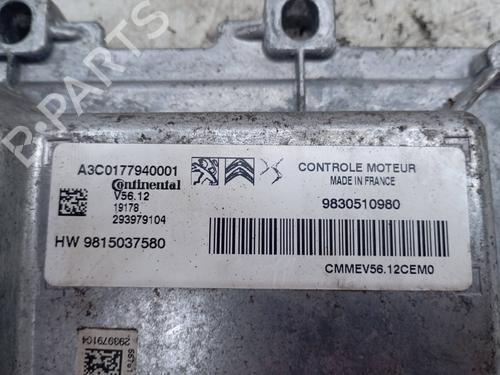 B-PARTS
A3C0177940001
Continental
V56.12
19178
293979104
HW 9815037580
CONTROLE MOTEUR
MADE IN FRANCE
9830510980
CMMEV56.12CEM0
293979104